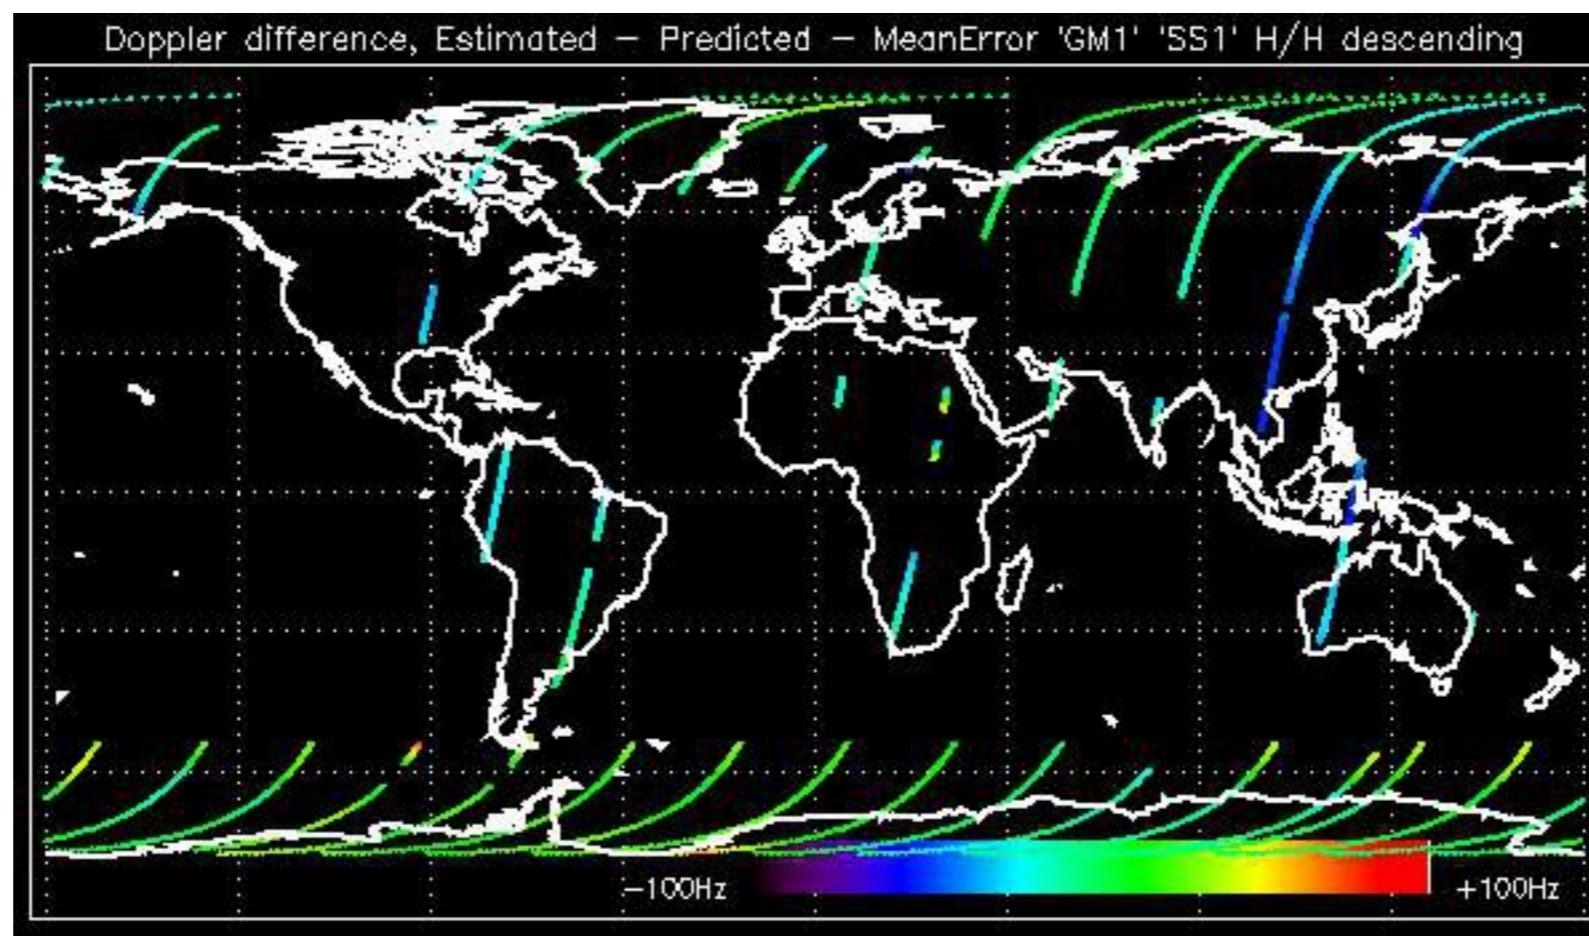 Doppler difference, Estimated – Predicted – MeanError 'GM1' 'SS1' H/H descending
–100Hz +100Hz